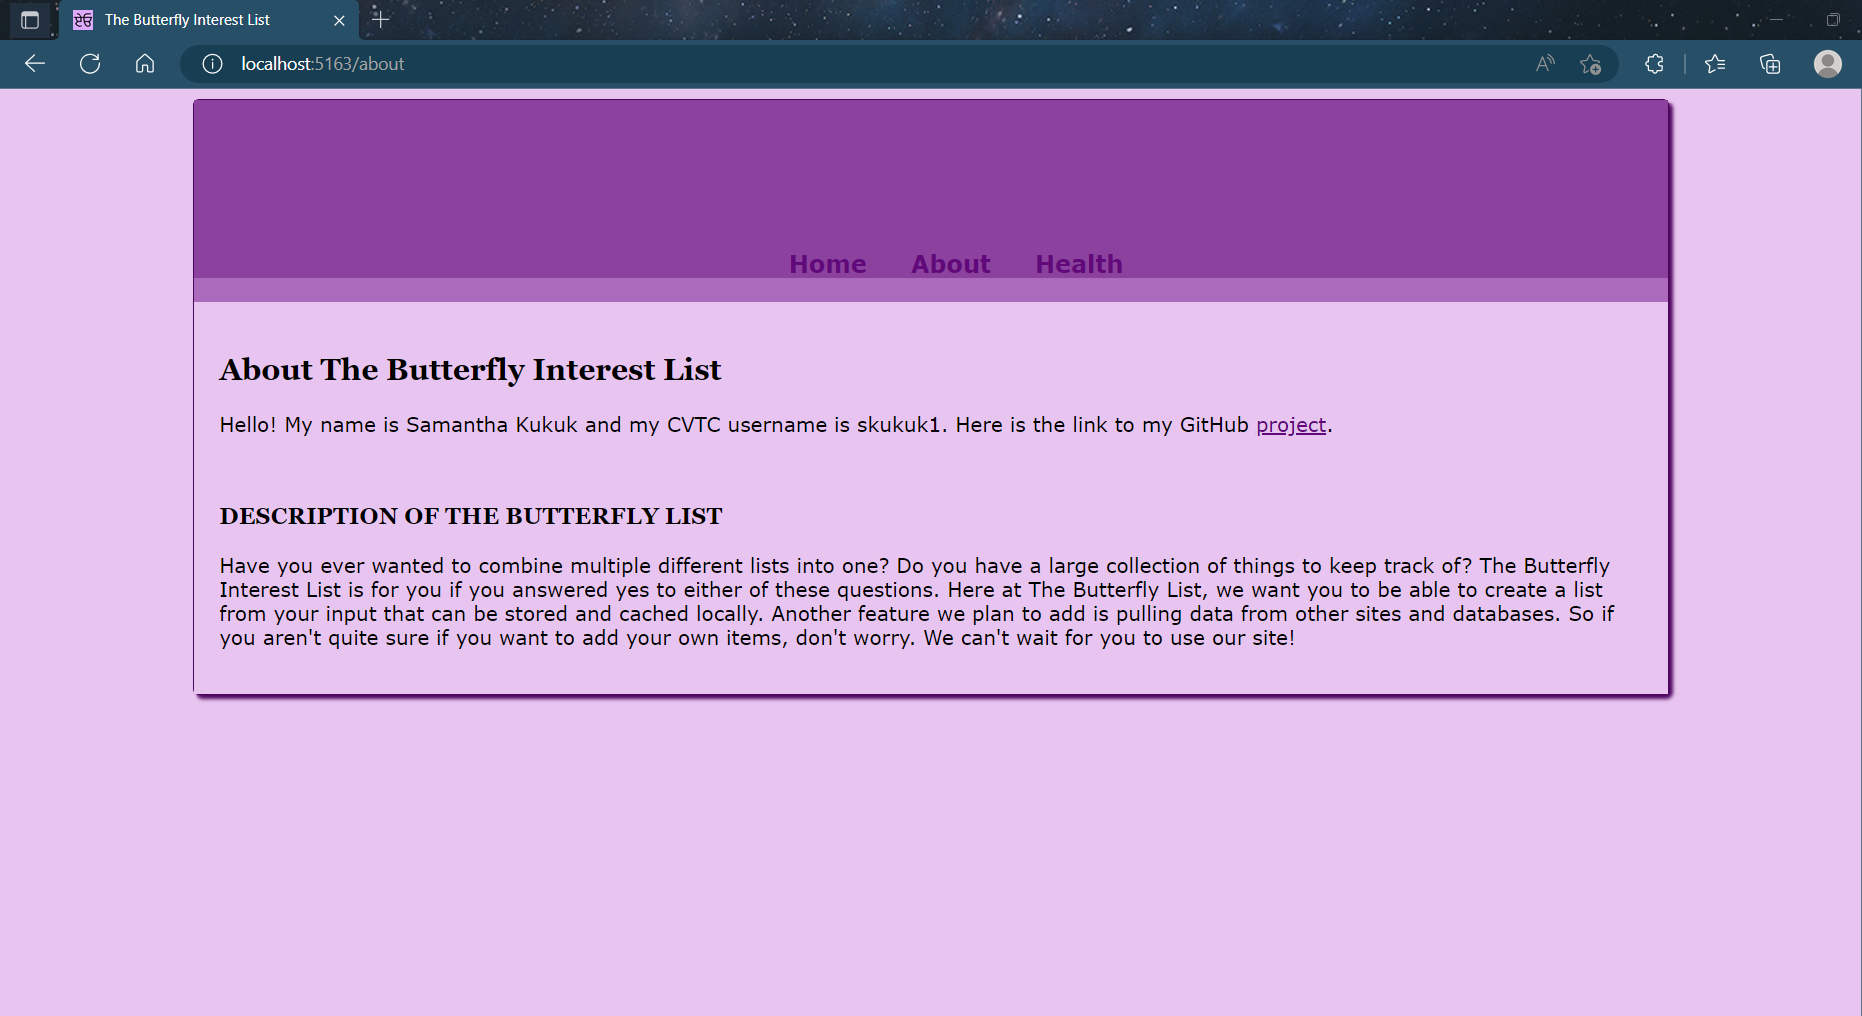 The Butterfly Interest List
localhost:5163/about
Home About Health
About The Butterfly Interest List
Hello! My name is Samantha Kukuk and my CVTC username is skukuk1. Here is the link to my GitHub project.
DESCRIPTION OF THE BUTTERFLY LIST
Have you ever wanted to combine multiple different lists into one? Do you have a large collection of things to keep track of? The Butterfly
Interest List is for you if you answered yes to either of these questions. Here at The Butterfly List, we want you to be able to create a list
from your input that can be stored and cached locally. Another feature we plan to add is pulling data from other sites and databases. So if
you aren't quite sure if you want to add your own items, don't worry. We can't wait for you to use our site!